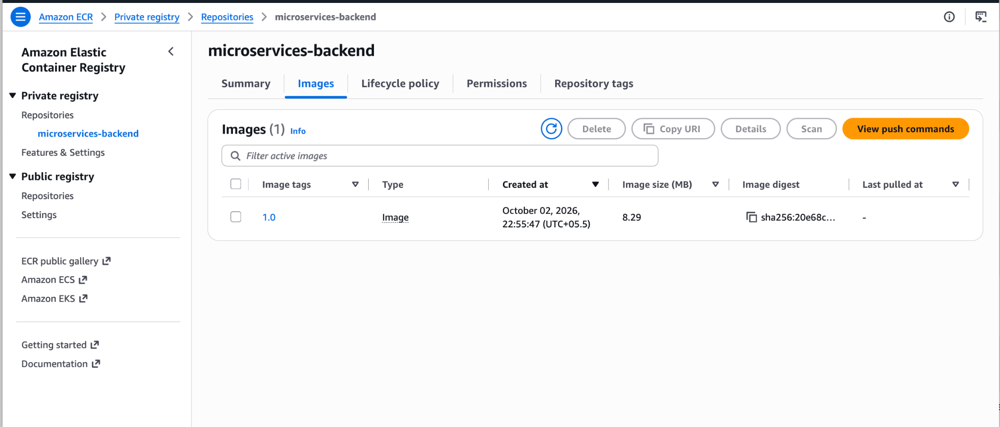 Amazon ECR > Private registry > Repositories > microservices-backend
Amazon Elastic
Container Registry
Private registry
Repositories
microservices-backend
Features & Settings
Public registry
Repositories
Settings
ECR public gallery
Amazon ECS
Amazon EKS
Getting started
Documentation
microservices-backend
Summary
Images
Lifecycle policy
Permissions
Repository tags
Images (1) Info
Delete
Copy URI
Details
Scan
View push commands
Filter active images
Image tags
Type
Created at
Image size (MB)
Image digest
Last pulled at
1.0
Image
October 02, 2026,
22:55:47 (UTC+05.5)
8.29
sha256:20e68c...
-